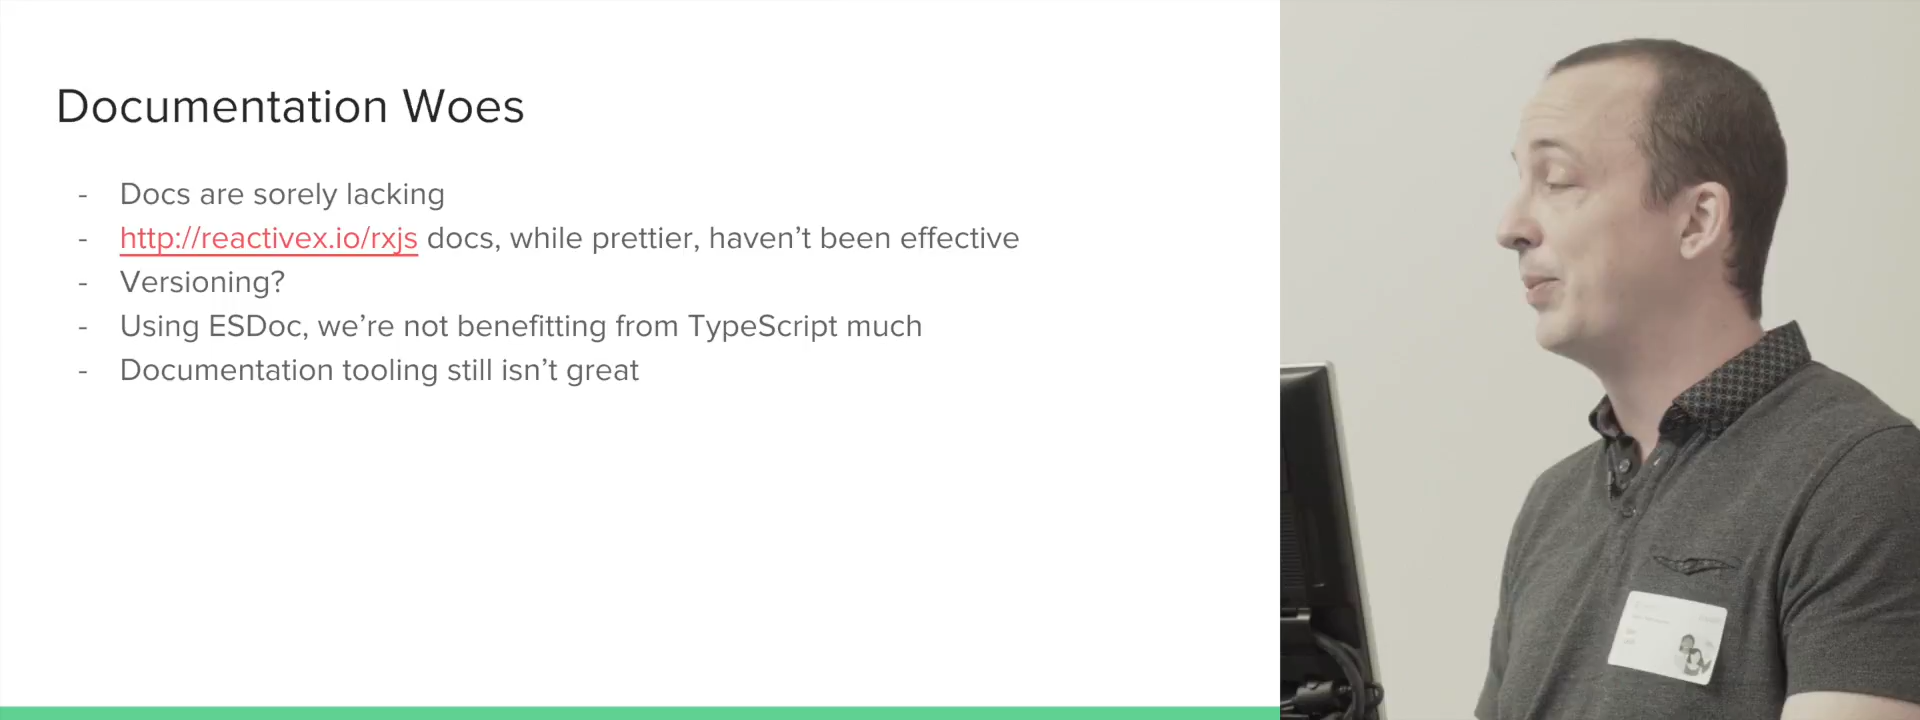 Documentation Woes
- Docs are sorely lacking
- http://reactivex.io/rxjs docs, while prettier, haven’t been effective
- Versioning?
- Using ESDoc, we’re not benefitting from TypeScript much
- Documentation tooling still isn’t great